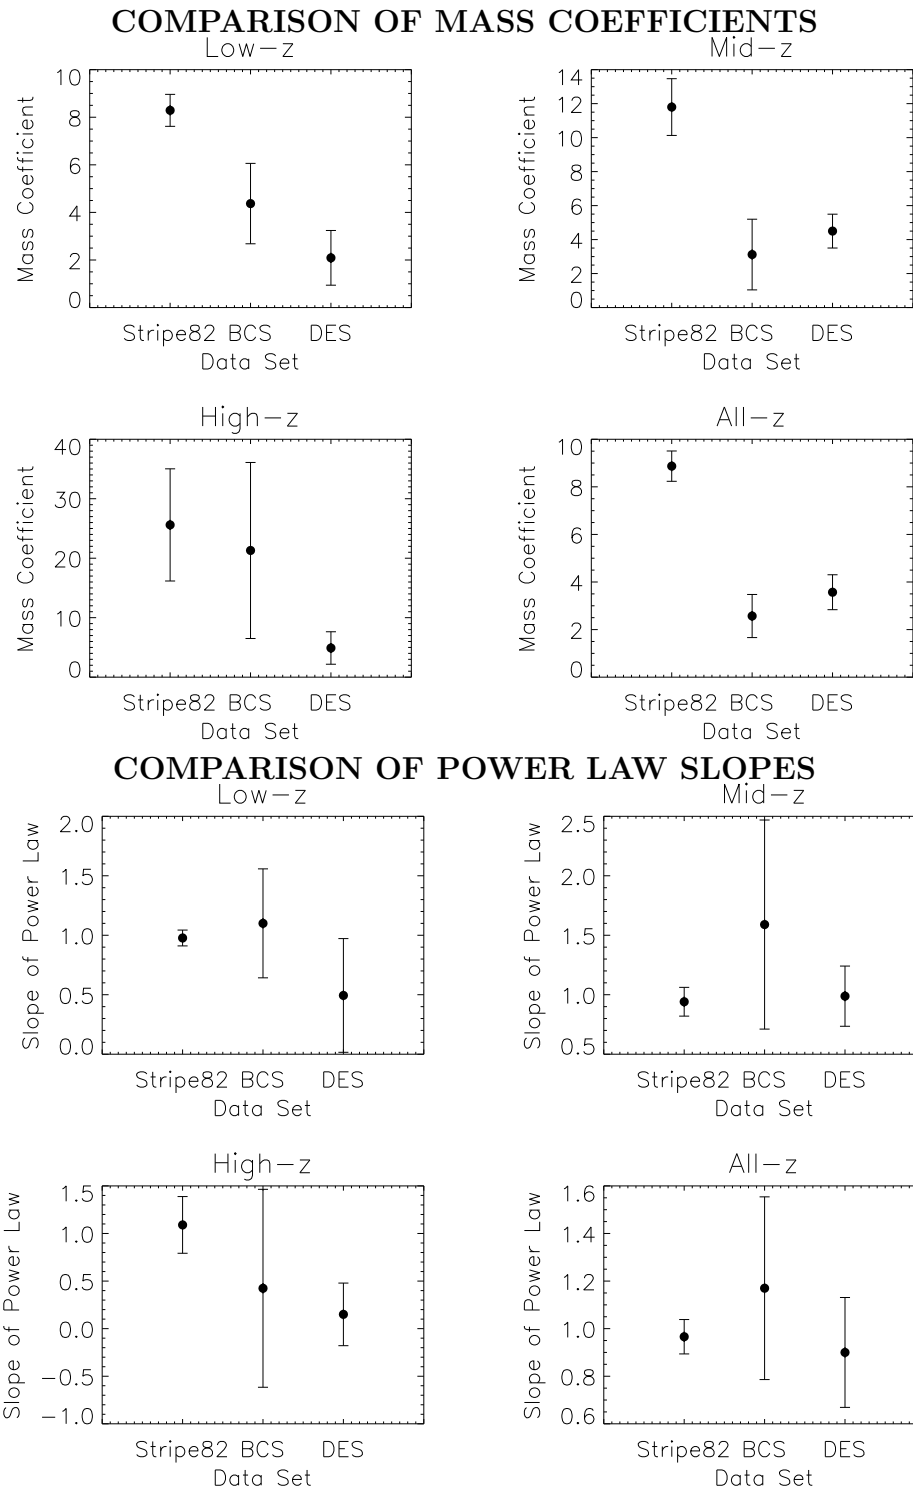 COMPARISON OF MASS COEFFICIENTS
Low−z
Mass Coefficient
10
8
6
4
2
0
Stripe82 BCS DES
Data Set
Mid−z
Mass Coefficient
14
12
10
8
6
4
2
0
Stripe82 BCS DES
Data Set
High−z
Mass Coefficient
40
30
20
10
0
Stripe82 BCS DES
Data Set
All−z
Mass Coefficient
10
8
6
4
2
0
Stripe82 BCS DES
Data Set
COMPARISON OF POWER LAW SLOPES
Low−z
Slope of Power Law
2.0
1.5
1.0
0.5
0.0
Stripe82 BCS DES
Data Set
Mid−z
Slope of Power Law
2.5
2.0
1.5
1.0
0.5
Stripe82 BCS DES
Data Set
High−z
Slope of Power Law
1.5
1.0
0.5
0.0
−0.5
−1.0
Stripe82 BCS DES
Data Set
All−z
Slope of Power Law
1.6
1.4
1.2
1.0
0.8
0.6
Stripe82 BCS DES
Data Set